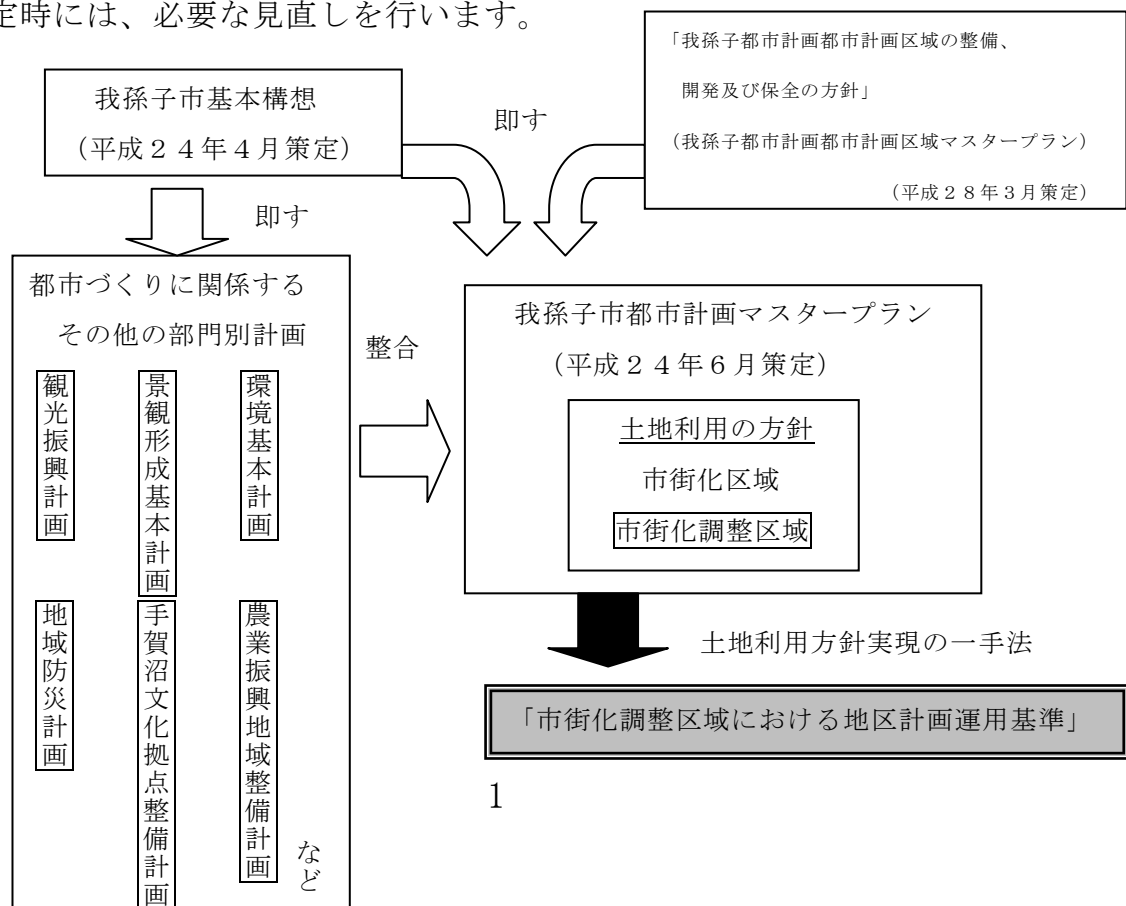 定時には、必要な見直しを行います。
「我孫子都市計画都市計画区域の整備、
開発及び保全の方針」
(我孫子都市計画都市計画区域マスタープラン)
(平成28年3月策定)
我孫子市基本構想
(平成24年4月策定)
即す
即す
都市づくりに関係する
その他の部門別計画
観光振興計画
景観形成基本計画
環境基本計画
地域防災計画
手賀沼文化拠点整備計画
農業振興地域整備計画
など
整合
我孫子市都市計画マスタープラン
(平成24年6月策定)
土地利用の方針
市街化区域
市街化調整区域
土地利用方針実現の一手法
「市街化調整区域における地区計画運用基準」
1